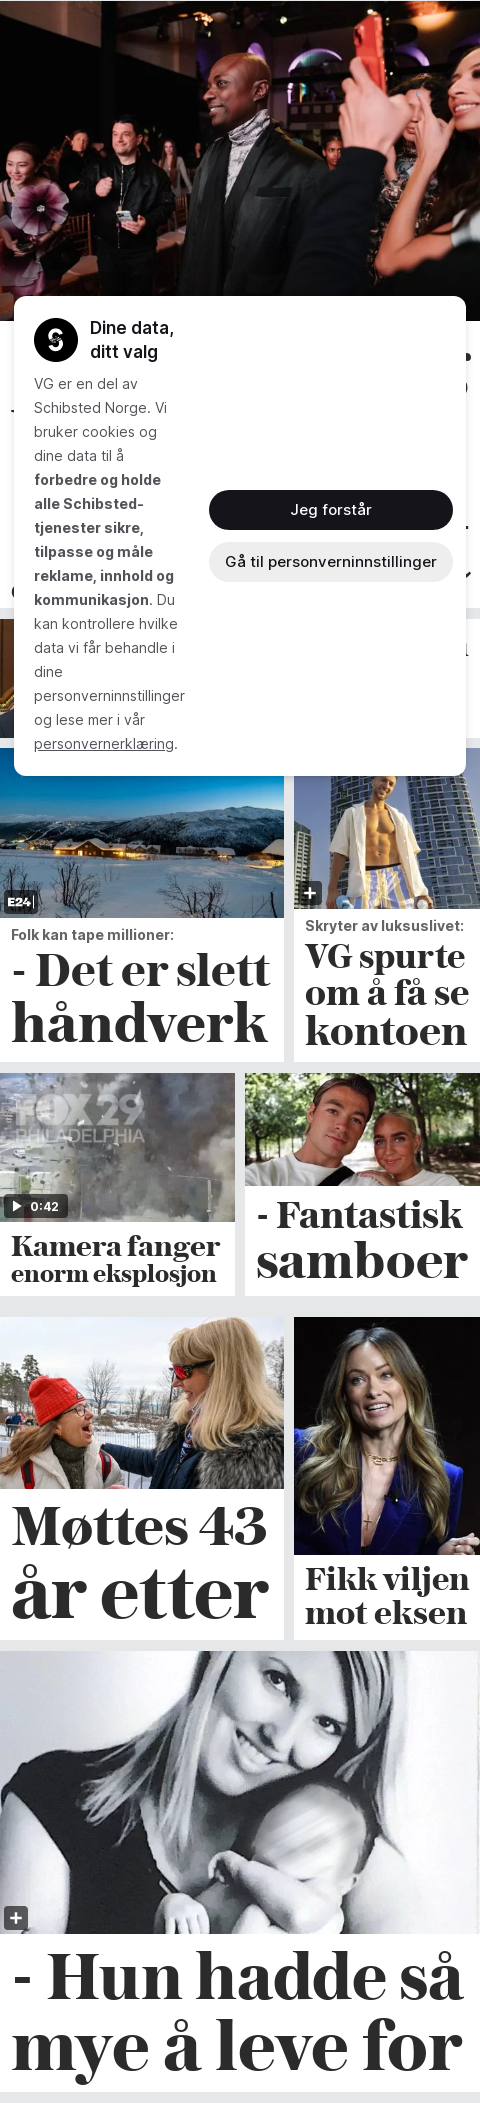 Dine data,
ditt valg
VG er en del av
Schibsted Norge. Vi
bruker cookies og
dine data til å
forbedre og holde
alle Schibsted-
tjenester sikre,
tilpasse og måle
reklame, innhold og
kommunikasjon. Du
kan kontrollere hvilke
data vi får behandle i
dine
personverninnstillinger
og lese mer i vår
personvernerklæring.
Jeg forstår
Gå til personverninnstillinger
E24
Folk kan tape millioner:
- Det er slett
håndverk
Skryter av luksuslivet:
VG spurte
om å få se
kontoen
FOX 29
PHILADELPHIA
0:42
Kamera fanger
enorm eksplosjon
- Fantastisk
samboer
Møttes 43
år etter
Fikk viljen
mot eksen
- Hun hadde så
mye å leve for